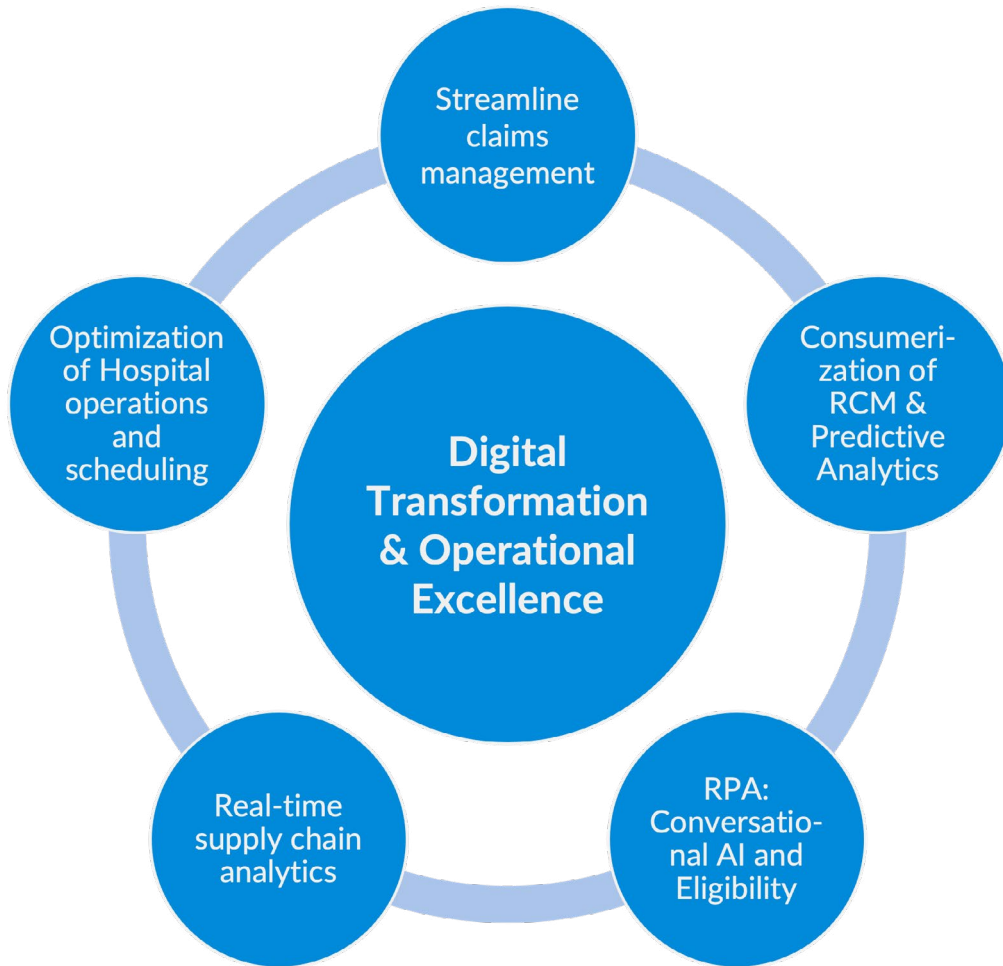 Streamline
claims
management
Optimization
of Hospital
operations
and
scheduling
Consumeri-
zation of
RCM &
Predictive
Analytics
Digital
Transformation
& Operational
Excellence
Real-time
supply chain
analytics
RPA:
Conversatio-
nal AI and
Eligibility